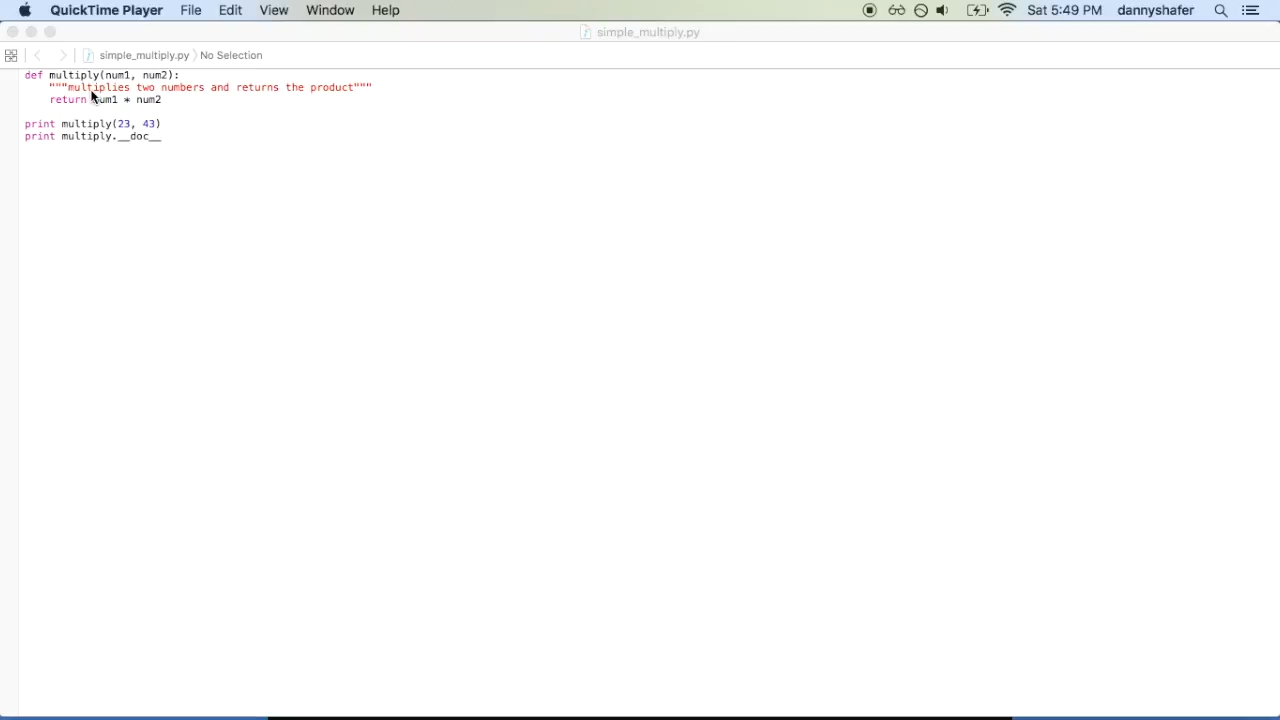 QuickTime Player File Edit View Window Help Sat 5:49 PM dannyshafer
simple_multiply.py
simple_multiply.py No Selection
def multiply(num1, num2):
    """multiplies two numbers and returns the product"""
    return num1 * num2
print multiply(23, 43)
print multiply.__doc__